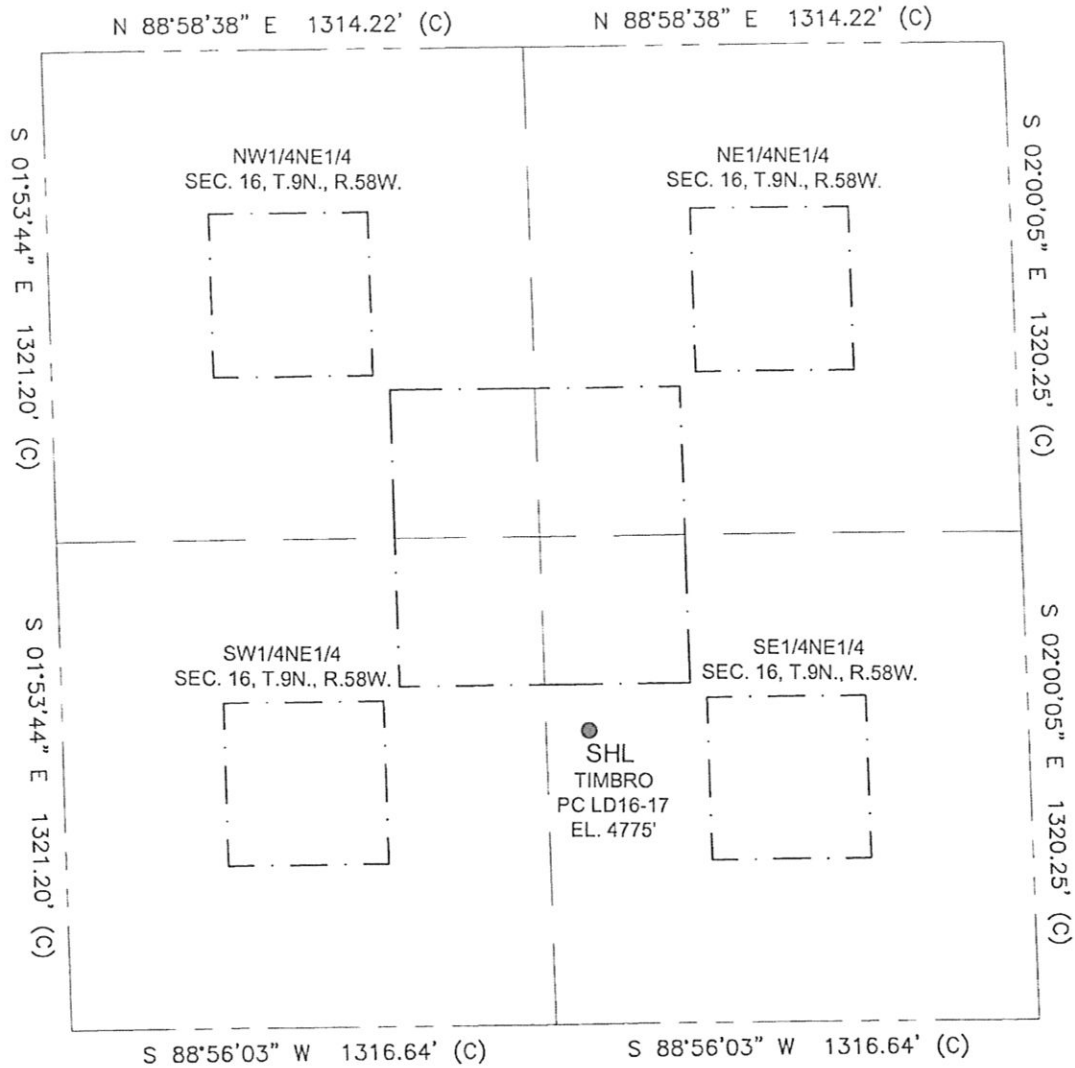 N 88°58'38" E 1314.22' (C)
N 88°58'38" E 1314.22' (C)
S 01°53'44" E 1321.20' (C)
NW1/4NE1/4
SEC. 16, T.9N., R.58W.
NE1/4NE1/4
SEC. 16, T.9N., R.58W.
S 02°00'05" E 1320.25' (C)
S 01°53'44" E 1321.20' (C)
SW1/4NE1/4
SEC. 16, T.9N., R.58W.
SE1/4NE1/4
SEC. 16, T.9N., R.58W.
S 02°00'05" E 1320.25' (C)
SHL
TIMBRO
PC LD16-17
EL. 4775'
S 88°56'03" W 1316.64' (C)
S 88°56'03" W 1316.64' (C)